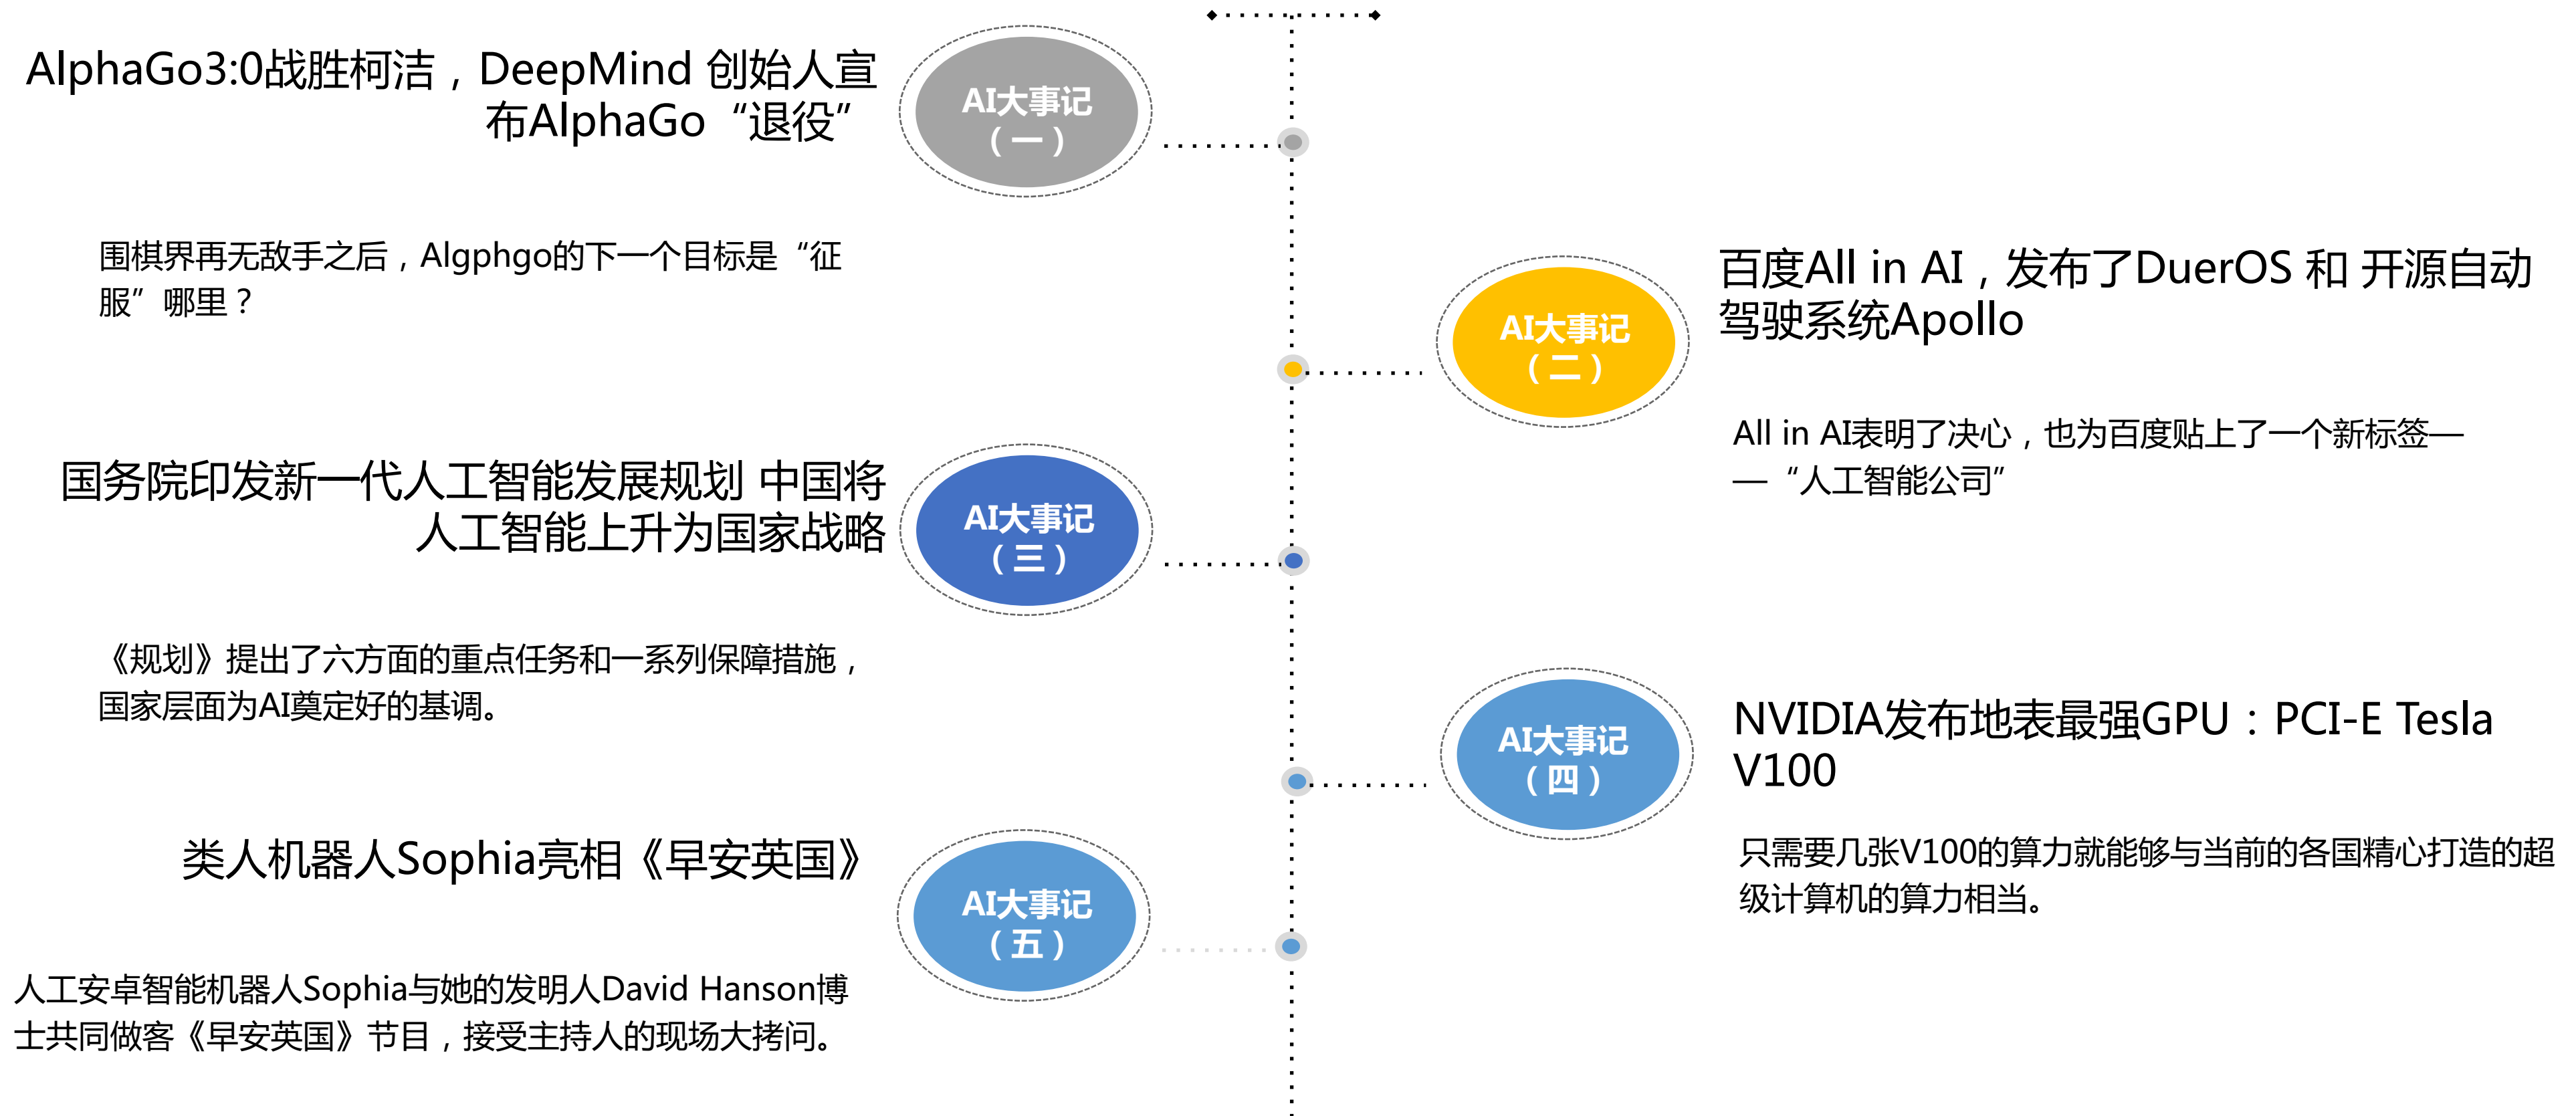 AlphaGo3:0战胜柯洁，DeepMind 创始人宣
布AlphaGo“退役”
AI大事记
（一）
围棋界再无敌手之后，Algphgo的下一个目标是“征
服”哪里？
AI大事记
（二）
百度All in AI，发布了DuerOS 和 开源自动
驾驶系统Apollo
All in AI表明了决心，也为百度贴上了一个新标签—
—“人工智能公司”
国务院印发新一代人工智能发展规划 中国将
人工智能上升为国家战略
AI大事记
（三）
《规划》提出了六方面的重点任务和一系列保障措施，
国家层面为AI奠定好的基调。
AI大事记
（四）
NVIDIA发布地表最强GPU：PCI-E Tesla
V100
只需要几张V100的算力就能够与当前的各国精心打造的超
级计算机的算力相当。
类人机器人Sophia亮相《早安英国》
AI大事记
（五）
人工安卓智能机器人Sophia与她的发明人David Hanson博
士共同做客《早安英国》节目，接受主持人的现场大拷问。